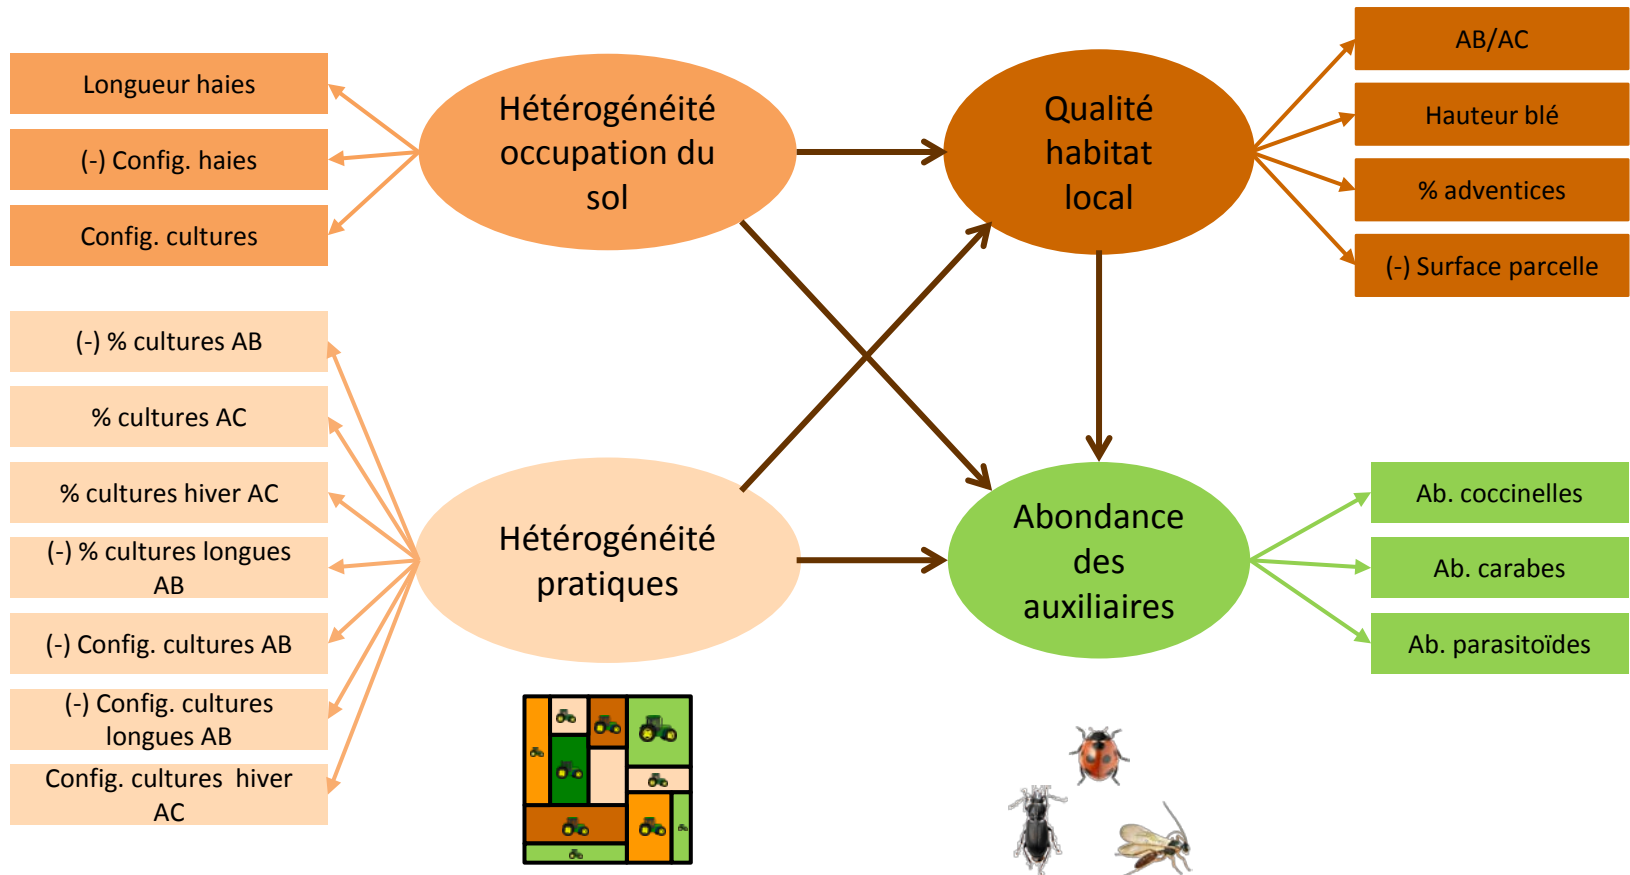 Longueur haies
(-) Config. haies
Config. cultures
Hétérogénéité
occupation du
sol
Qualité
habitat
local
AB/AC
Hauteur blé
% adventices
(-) Surface parcelle
(-) % cultures AB
% cultures AC
% cultures hiver AC
(-) % cultures longues
AB
(-) Config. cultures AB
(-) Config. cultures
longues AB
Config. cultures hiver
AC
Hétérogénéité
pratiques
Abondance
des
auxiliaires
Ab. coccinelles
Ab. carabes
Ab. parasitoïdes